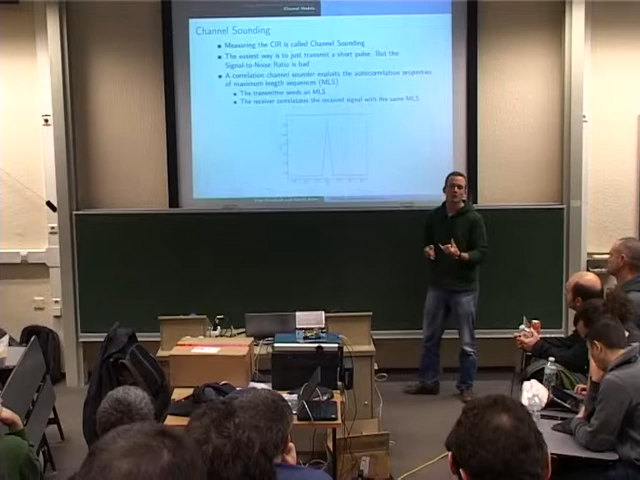 Channel Models
Channel Sounding
Measuring the CIR is called Channel Sounding
The easiest way is to just transmit a short pulse. But the
Signal-to-Noise Ratio is bad
A correlation channel sounder exploits the autocorrelation properties
of maximum length sequences (MLS)
The transmitter sends an MLS
The receiver correlates the received signal with the same MLS